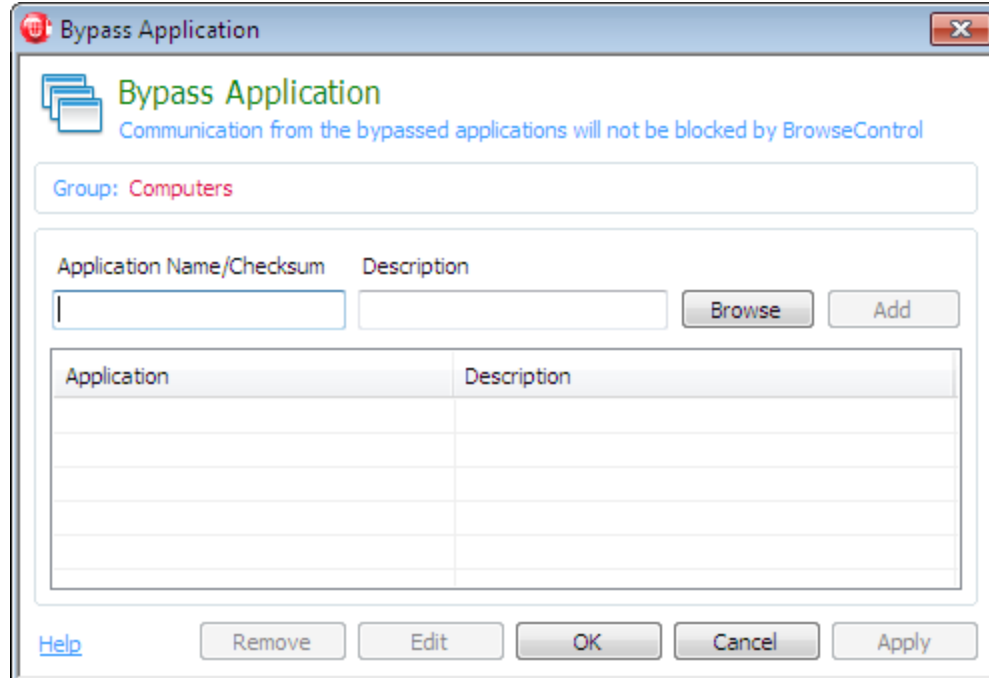 Bypass Application
Bypass Application
Communication from the bypassed applications will not be blocked by BrowseControl
Group: Computers
Application Name/Checksum Description
Browse Add
Application Description
Help Remove Edit OK Cancel Apply